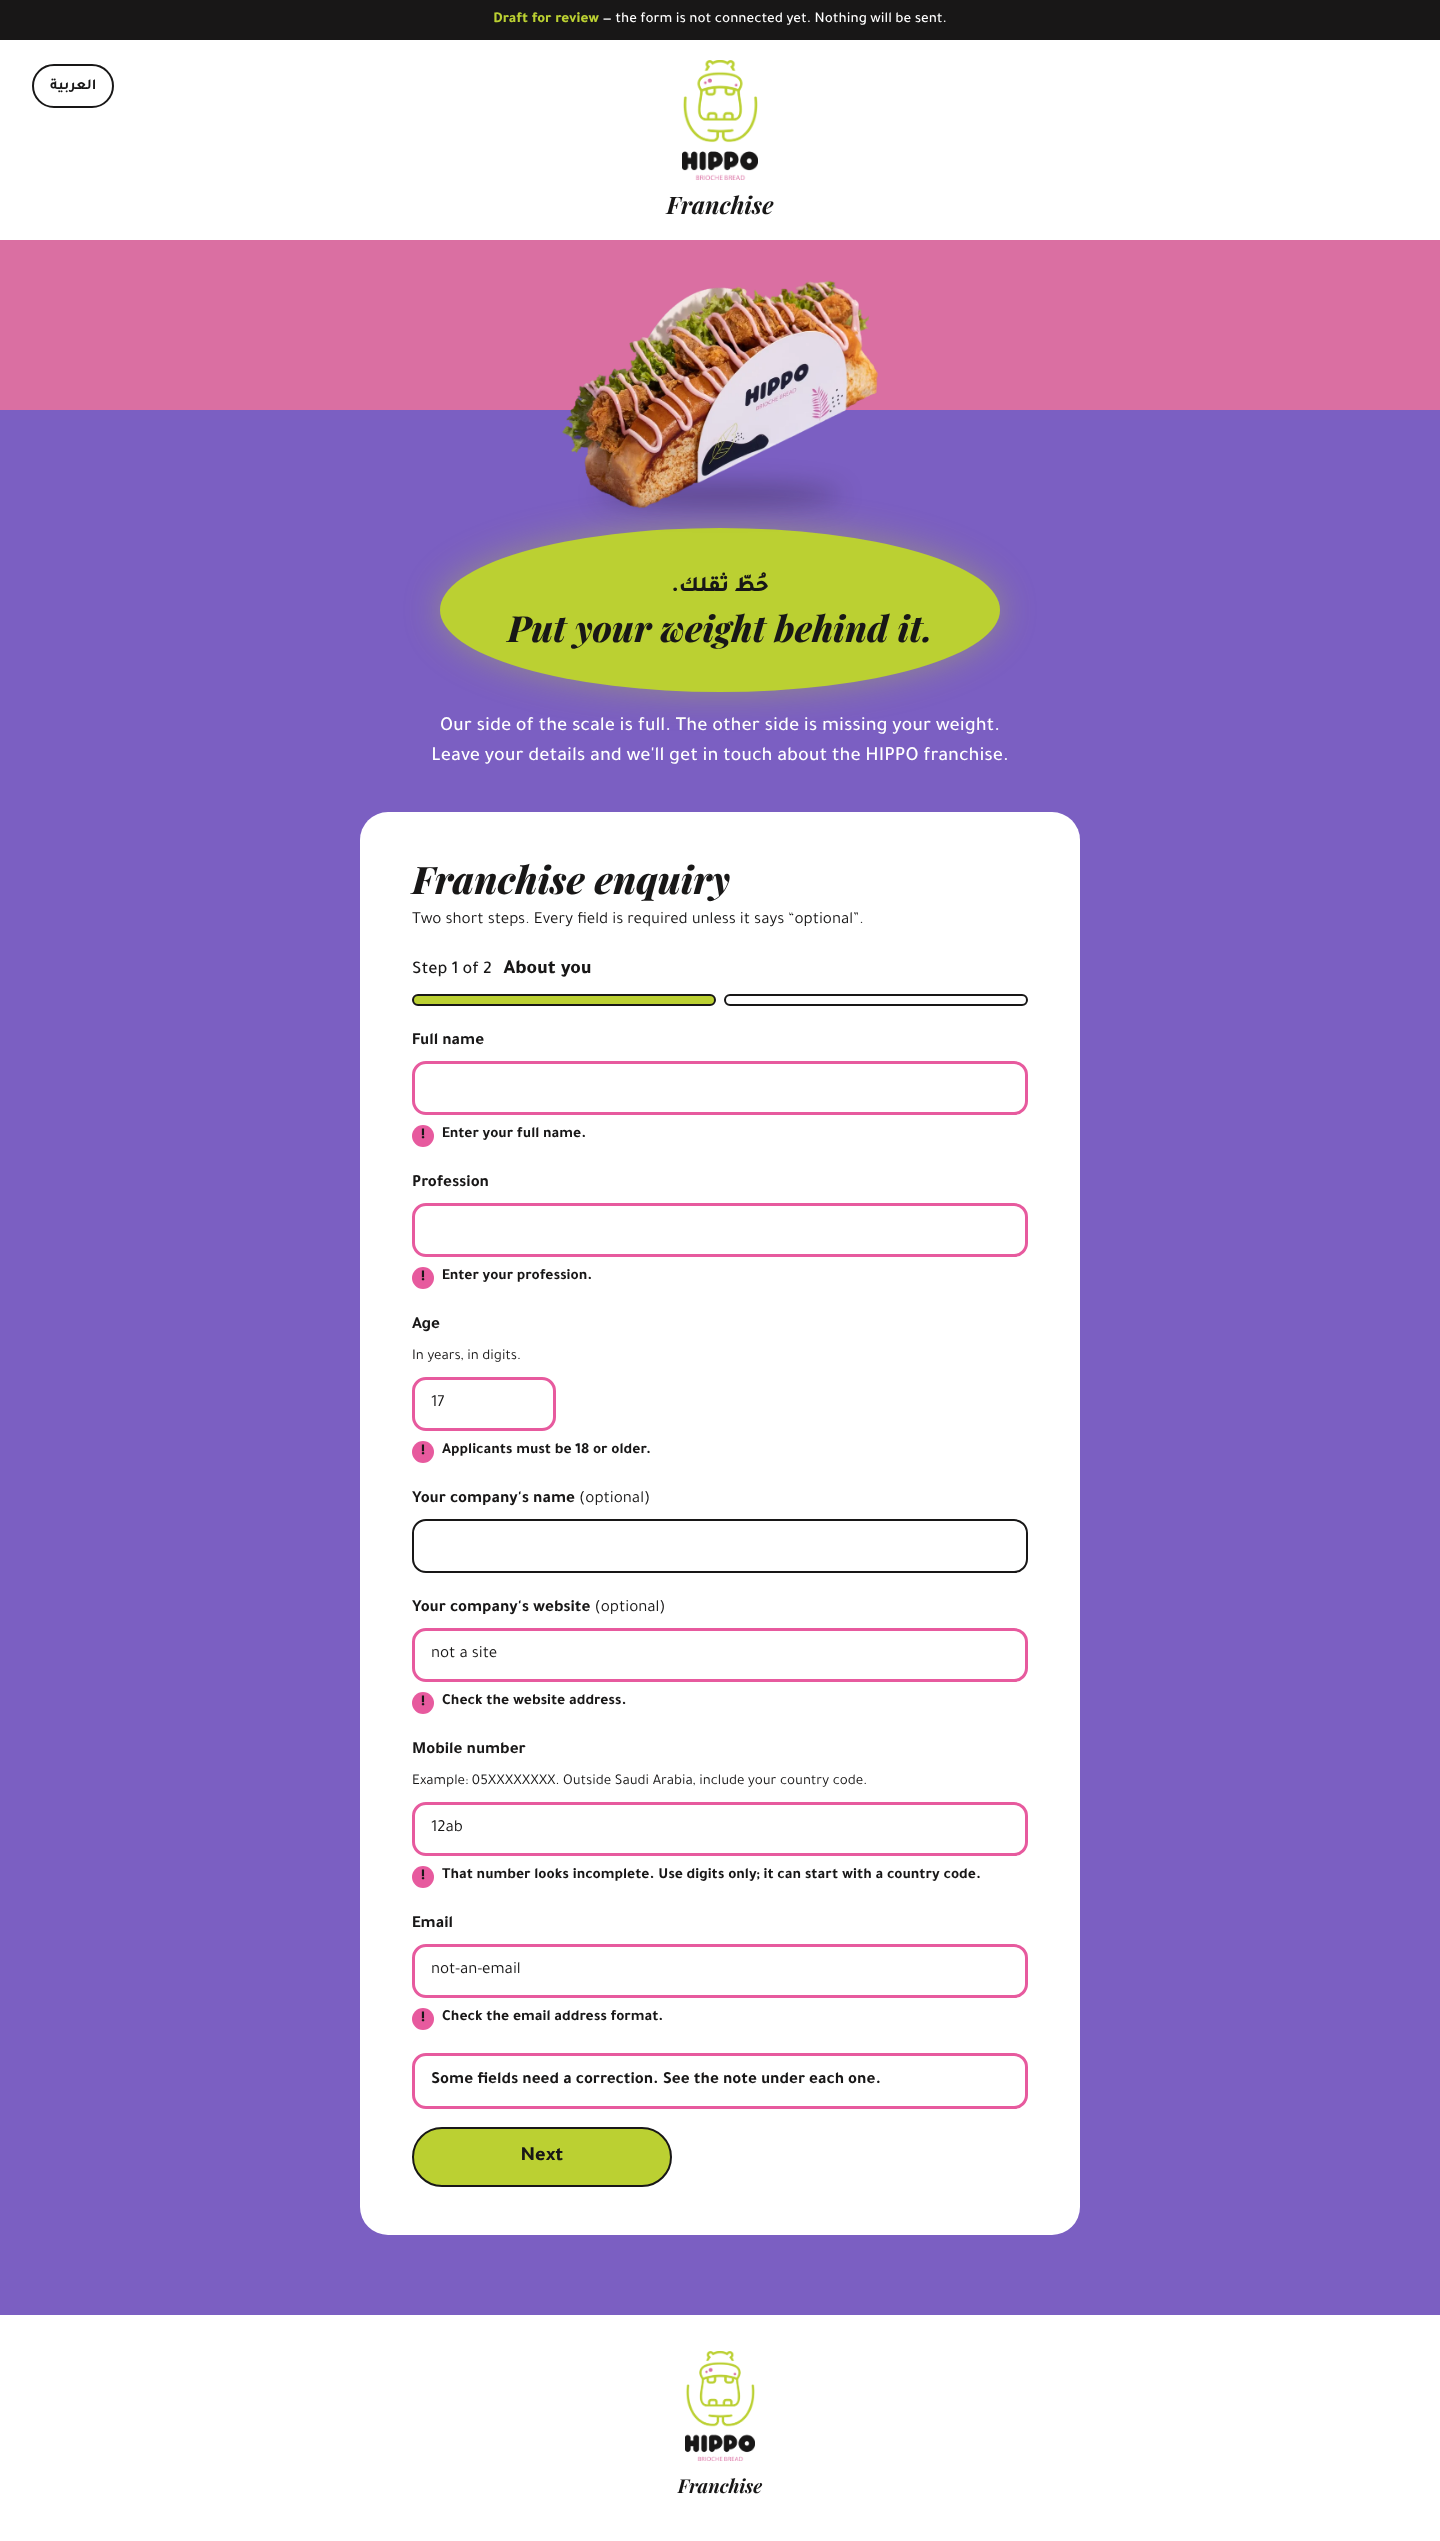 Draft for review – the form is not connected yet. Nothing will be sent.
العربية
HIPPO
BRIOCHE BREAD
Franchise
HIPPO
BRIOCHE BREAD
حُطّ ثقلك.
Put your weight behind it.
Our side of the scale is full. The other side is missing your weight.
Leave your details and we'll get in touch about the HIPPO franchise.
Franchise enquiry
Two short steps. Every field is required unless it says “optional”.
Step 1 of 2 About you
Full name
! Enter your full name.
Profession
! Enter your profession.
Age
In years, in digits.
17
! Applicants must be 18 or older.
Your company's name (optional)
Your company's website (optional)
not a site
! Check the website address.
Mobile number
Example: 05XXXXXXXX. Outside Saudi Arabia, include your country code.
12ab
! That number looks incomplete. Use digits only; it can start with a country code.
Email
not-an-email
! Check the email address format.
Some fields need a correction. See the note under each one.
Next
HIPPO
BRIOCHE BREAD
Franchise